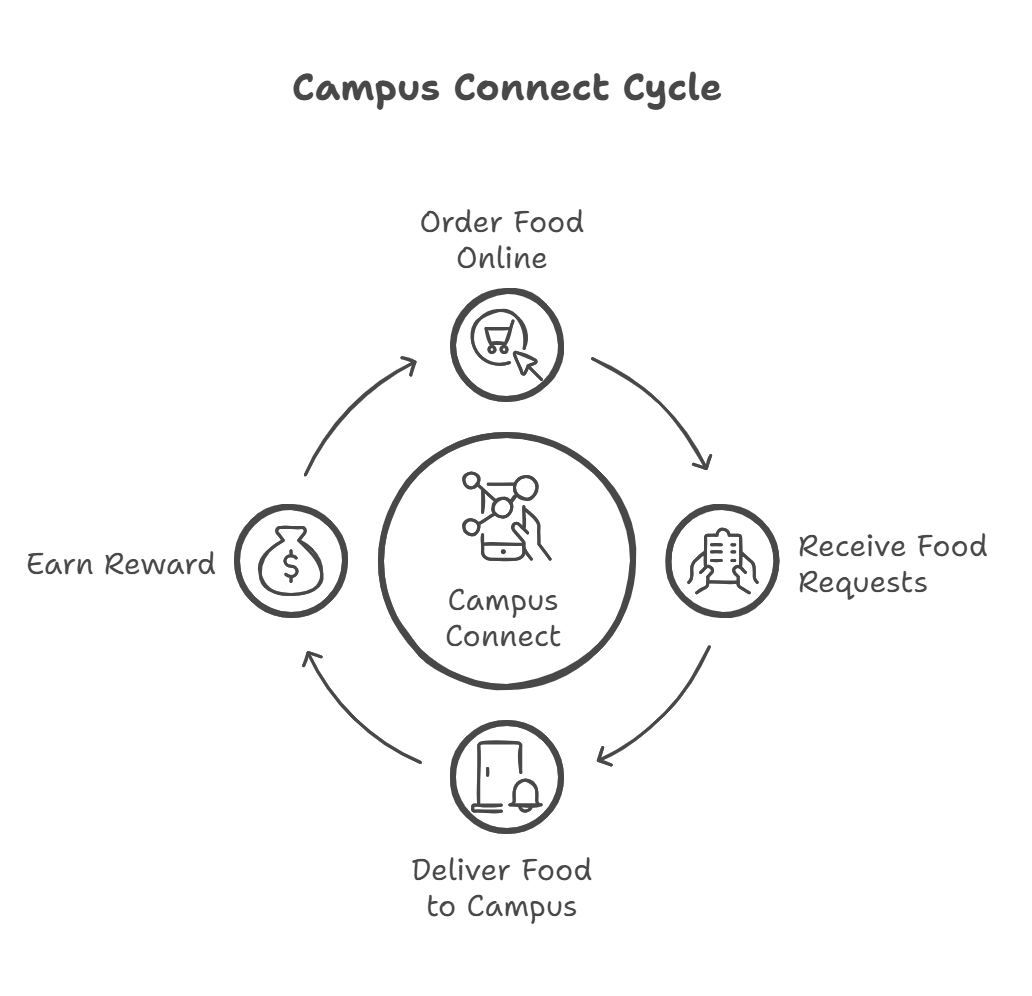 Campus Connect Cycle
Order Food
Online
Receive Food
Requests
Earn Reward
$
Campus
Connect
Deliver Food
to Campus